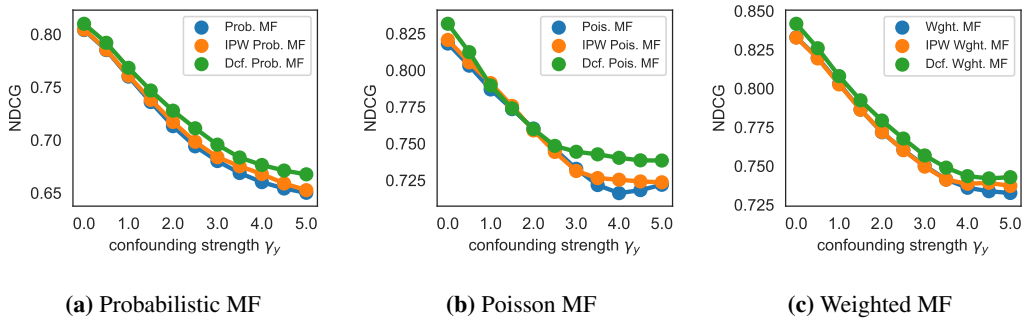 0.80
0.75
0.70
0.65
NDCG
Prob. MF
IPW Prob. MF
Dcf. Prob. MF
0.0 1.0 2.0 3.0 4.0 5.0
confounding strength γy
(a) Probabilistic MF
0.825
0.800
0.775
0.750
0.725
NDCG
Pois. MF
IPW Pois. MF
Dcf. Pois. MF
0.0 1.0 2.0 3.0 4.0 5.0
confounding strength γy
(b) Poisson MF
0.850
0.825
0.800
0.775
0.750
0.725
NDCG
Wght. MF
IPW Wght. MF
Dcf. Wght. MF
0.0 1.0 2.0 3.0 4.0 5.0
confounding strength γy
(c) Weighted MF